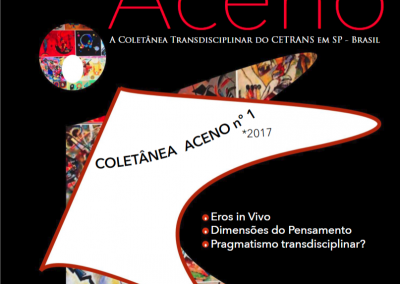 Aceno
A Coletânea Transdisciplinar do CETRANS em SP - Brasil
COLETÂNEA ACENO nº 1
*2017
Eros in Vivo
Dimensões do Pensamento
Pragmatismo transdisciplinar?